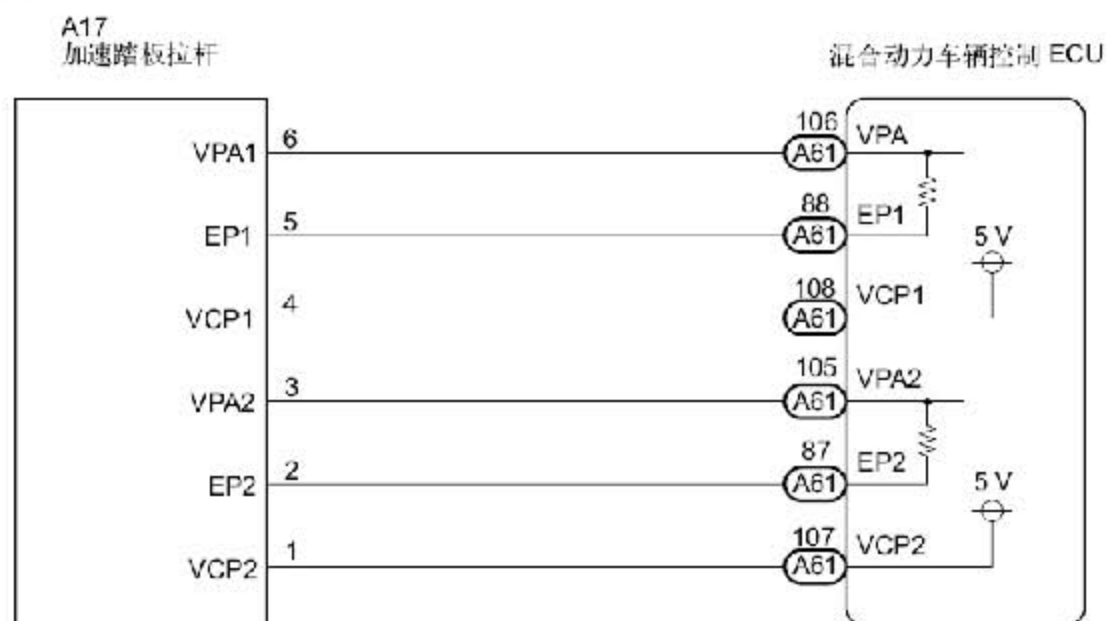 A17
加速踏板拉杆
混合动力车辆控制 ECU
VPA1 6 106 A61 VPA
EP1 5 88 A61 EP1
5 V
VCP1 4 108 A61 VCP1
VPA2 3 105 A61 VPA2
EP2 2 87 A61 EP2
5 V
VCP2 1 107 A61 VCP2